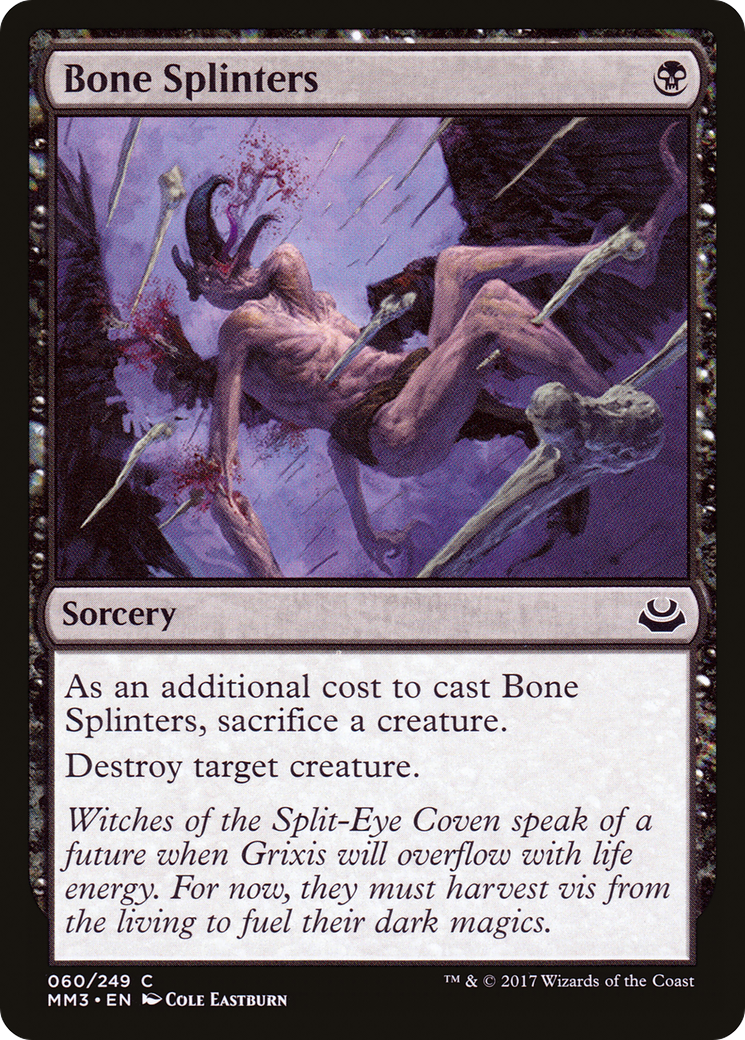 Bone Splinters
Sorcery
As an additional cost to cast Bone
Splinters, sacrifice a creature.
Destroy target creature.
Witches of the Split-Eye Coven speak of a
future when Grixis will overflow with life
energy. For now, they must harvest vis from
the living to fuel their dark magics.
060/249 C
MM3 • EN Cole Eastburn
™ & © 2017 Wizards of the Coast